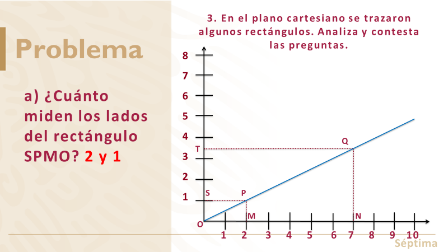 Problema
a) ¿Cuánto
miden los lados
del rectángulo
SPMO? 2 y 1
3. En el plano cartesiano se trazaron
algunos rectángulos. Analiza y contesta
las preguntas.
8
7
6
5
4
T
Q
3
2
S
P
1
O
M
N
1 2 3 4 5 6 7 8 9 10
Séptima